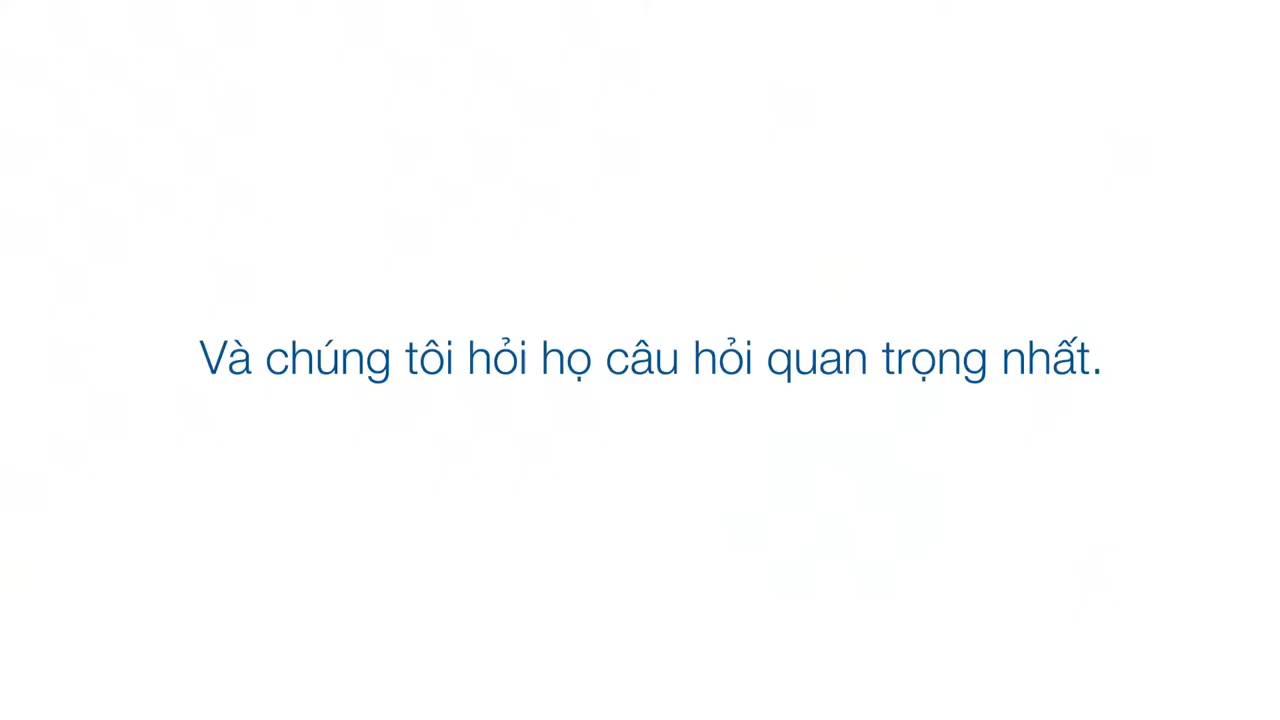 Và chúng tôi hỏi họ câu hỏi quan trọng nhất.